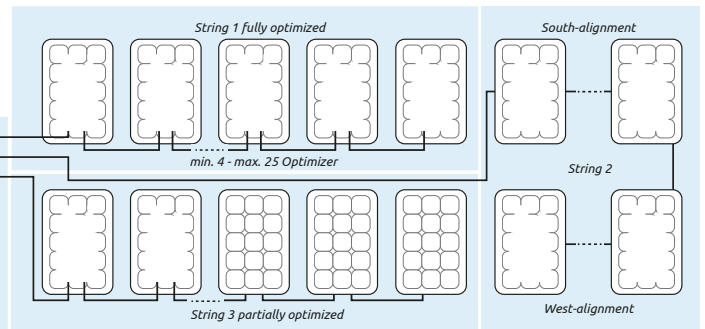 String 1 fully optimized
South-alignment
min. 4 - max. 25 Optimizer
String 2
String 3 partially optimized
West-alignment